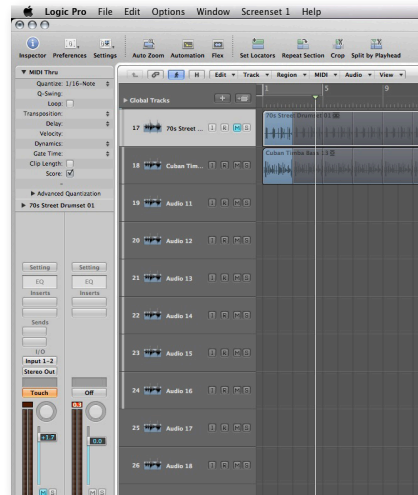 Logic Pro File Edit Options Window Screenset 1 Help
Inspector Preferences Settings Auto Zoom Automation Flex Set Locators Repeat Section Crop Split by Playhead
MIDI Thru
Quantize: 1/16-Note
Q-Swing:
Loop:
Transposition:
Delay:
Velocity:
Dynamics:
Gate Time:
Clip Length:
Score:
Advanced Quantization
70s Street Drumset 01
Setting Setting
EQ EQ
Inserts Inserts
Sends
I/O
Input 1-2
Stereo Out
Touch Off
+1.7 0.0
M S M S
H Edit Track Region MIDI Audio View
Global Tracks
1 5 9
17 70s Street ... I R M S
70s Street Drumset 01
18 Cuban Tim... I R M S
Cuban Timba Bass 13
19 Audio 11 I R M S
20 Audio 12 I R M S
21 Audio 13 I R M S
22 Audio 14 I R M S
23 Audio 15 I R M S
24 Audio 16 I R M S
25 Audio 17 I R M S
26 Audio 18 I R M S